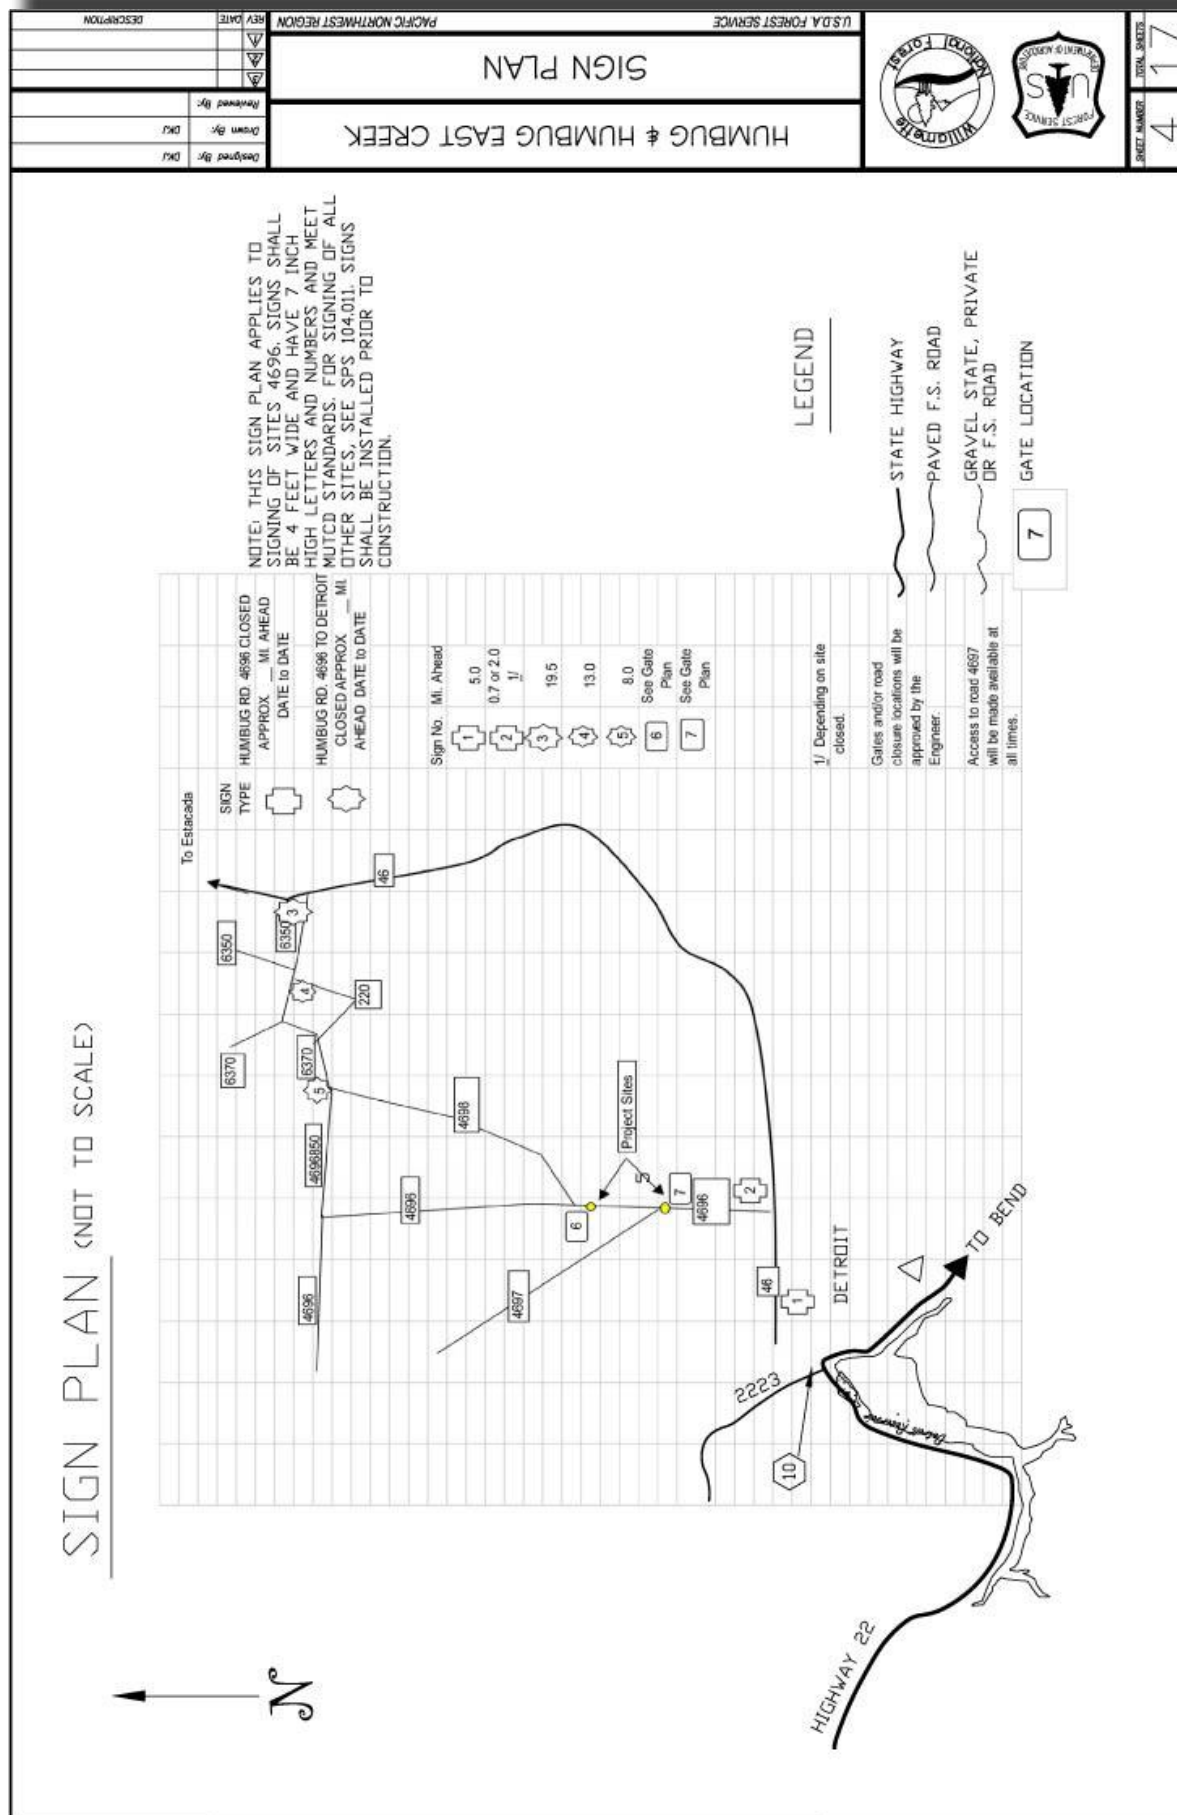 SIGN PLAN (NOT TO SCALE)
N
To Estacada
SIGN
TYPE
HUMBUG RD. 4696 CLOSED
APPROX __ MI. AHEAD
DATE to DATE
HUMBUG RD. 4696 TO DETROIT
CLOSED APPROX __ MI.
AHEAD DATE to DATE
NOTE: THIS SIGN PLAN APPLIES TO
SIGNING OF SITES 4696. SIGNS SHALL
BE 4 FEET WIDE AND HAVE 7 INCH
HIGH LETTERS AND NUMBERS AND MEET
MUTCD STANDARDS. FOR SIGNING OF ALL
OTHER SITES, SEE SPS 104.011. SIGNS
SHALL BE INSTALLED PRIOR TO
CONSTRUCTION.
Sign No. Mi. Ahead
1 5.0
2 0.7 or 2.0
1/
3 19.5
4 13.0
5 8.0
6 See Gate
Plan
7 See Gate
Plan
1/ Depending on site
closed.
Gates and/or road
closure locations will be
approved by the
Engineer.
Access to road 4697
will be made available at
all times.
LEGEND
STATE HIGHWAY
PAVED F.S. ROAD
GRAVEL STATE, PRIVATE
OR F.S. ROAD
7 GATE LOCATION
6350
6350
3
46
4
220
6370
6370
5
4696850
4698
4696
4696
Project Sites
6
7
4696
2
4697
46
1
DETROIT
TO BEND
2223
10
Detroit Reservoir
HIGHWAY 22
Designed By: DKJ
Drawn By: DKJ
Reviewed By:
3
2
1
REV DATE DESCRIPTION
HUMBUG & HUMBUG EAST CREEK
SIGN PLAN
U.S.D.A. FOREST SERVICE PACIFIC NORTHWEST REGION
Willamette
National Forest
FOREST SERVICE
U S
DEPARTMENT OF AGRICULTURE
SHEET NUMBER
4
TOTAL SHEETS
17